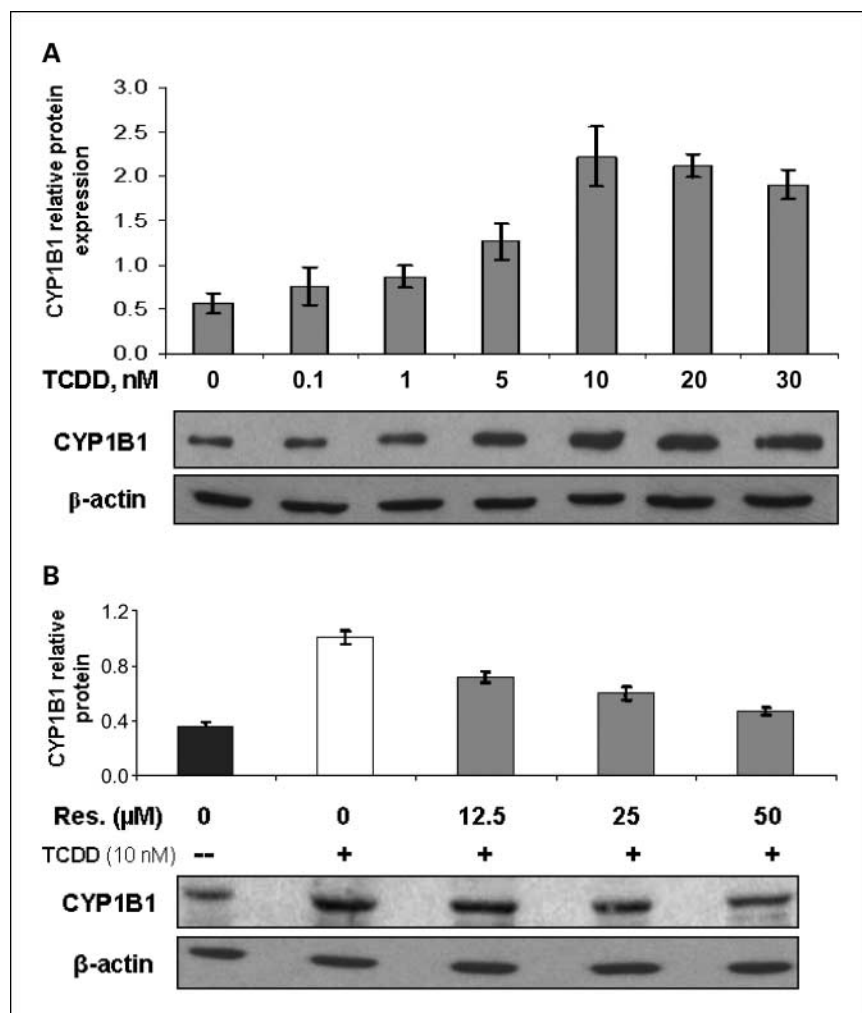 A
CYP1B1 relative protein
expression
3.0
2.5
2.0
1.5
1.0
0.5
0.0
TCDD, nM 0 0.1 1 5 10 20 30
CYP1B1
β-actin
B
CYP1B1 relative
protein
1.2
0.8
0.4
0.0
Res. (µM) 0 0 12.5 25 50
TCDD (10 nM) -- + + + +
CYP1B1
β-actin